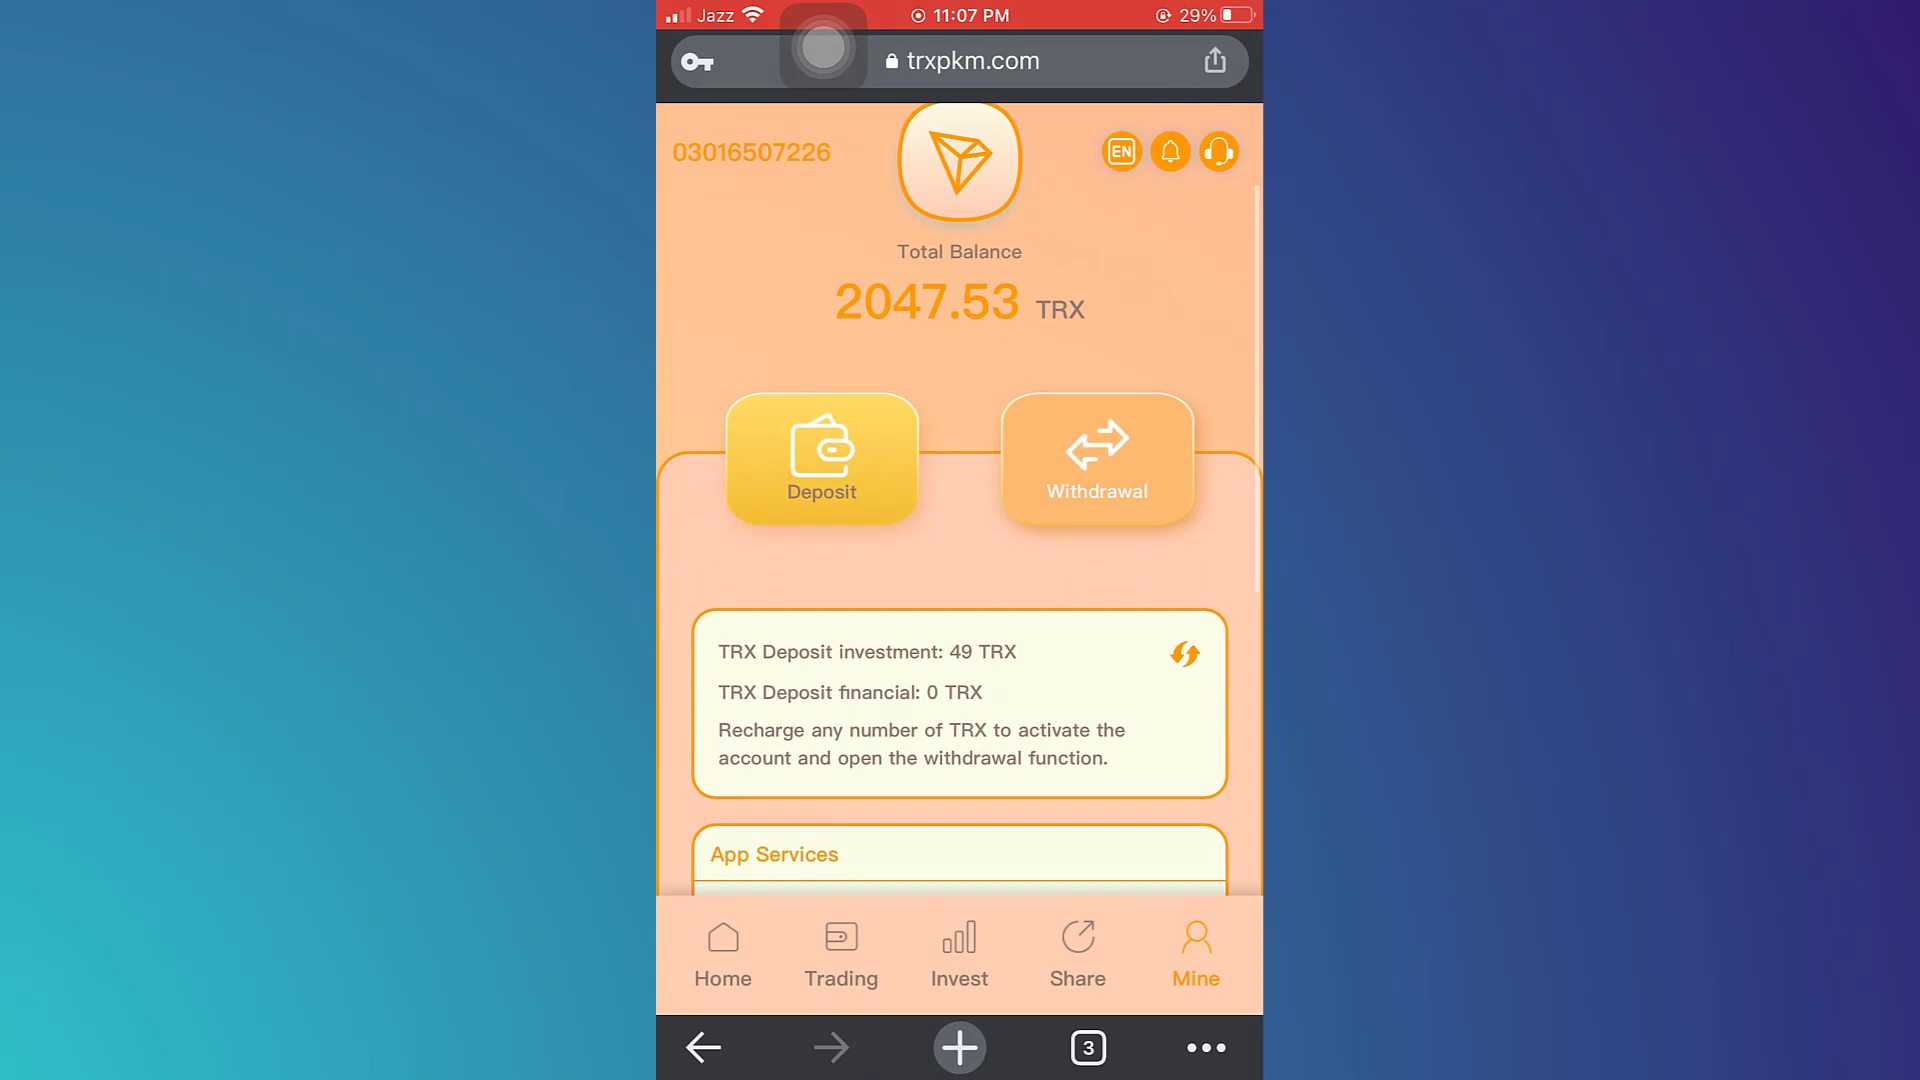 Jazz 11:07 PM 29%
trxpkm.com
03016507226 EN
Total Balance
2047.53 TRX
Deposit Withdrawal
TRX Deposit investment: 49 TRX
TRX Deposit financial: 0 TRX
Recharge any number of TRX to activate the
account and open the withdrawal function.
App Services
Home Trading Invest Share Mine
3